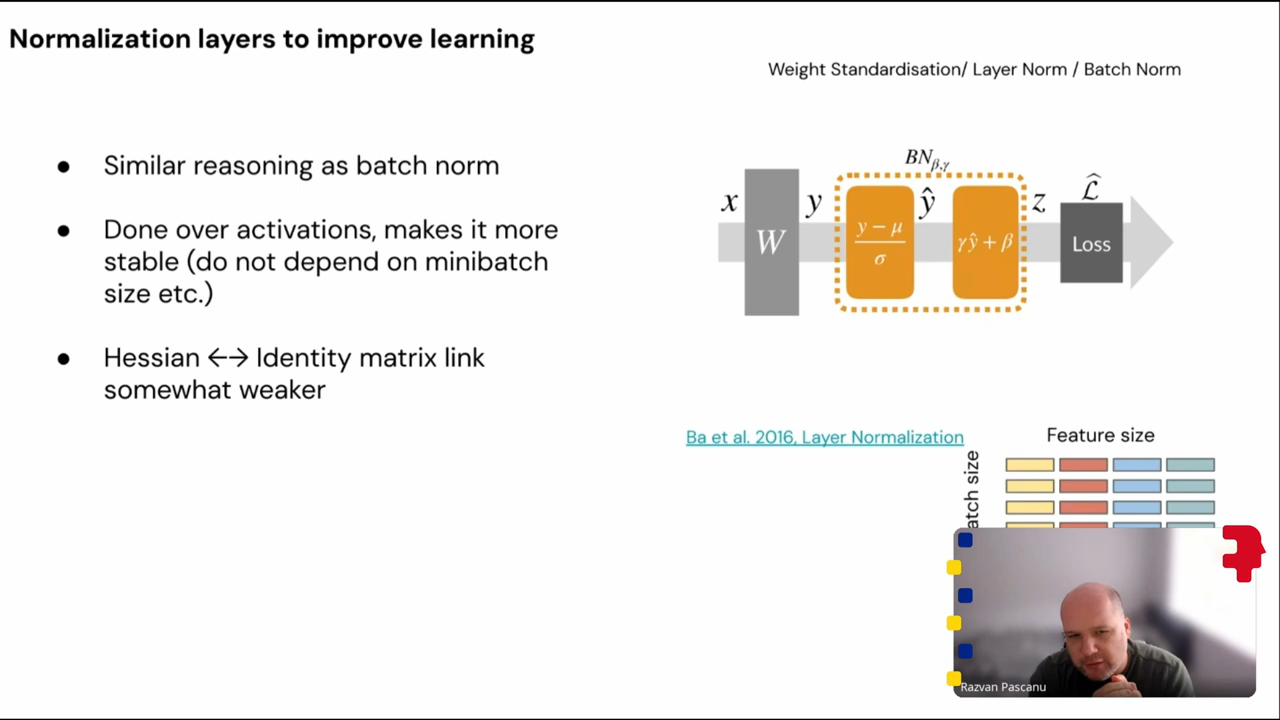 Normalization layers to improve learning
Weight Standardisation/ Layer Norm / Batch Norm
● Similar reasoning as batch norm
● Done over activations, makes it more
stable (do not depend on minibatch
size etc.)
● Hessian ←→ Identity matrix link
somewhat weaker
BNβ,γ
x W y y − μ / σ ŷ γŷ + β z ℒ̂ Loss
Ba et al. 2016, Layer Normalization
Feature size
atch size
Razvan Pascanu